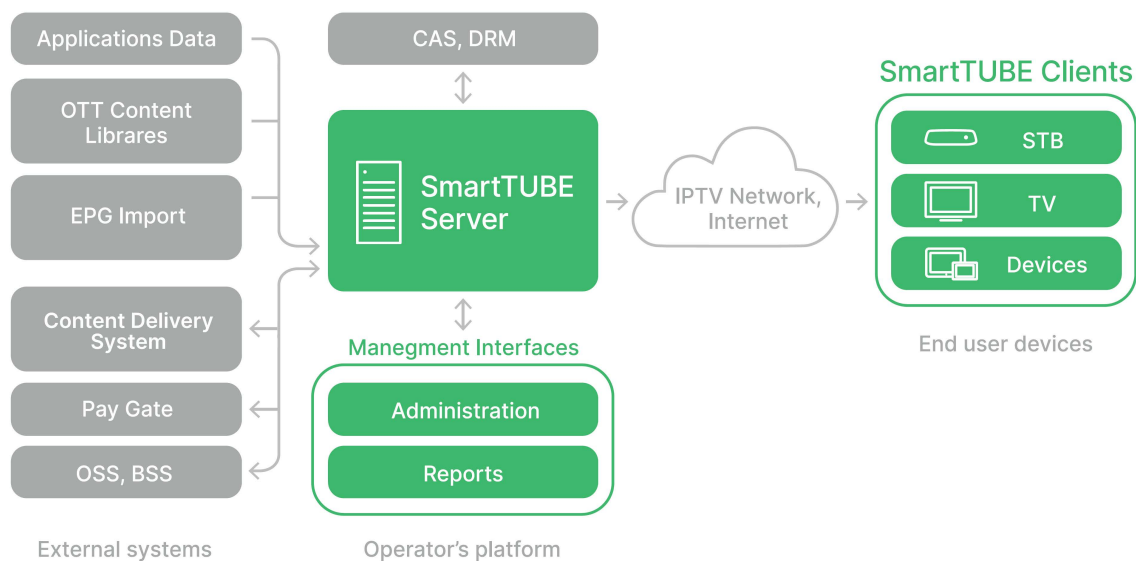 Applications Data
OTT Content
Librares
EPG Import
Content Delivery
System
Pay Gate
OSS, BSS
External systems
CAS, DRM
SmartTUBE
Server
Manegment Interfaces
Administration
Reports
Operator’s platform
IPTV Network,
Internet
SmartTUBE Clients
STB
TV
Devices
End user devices